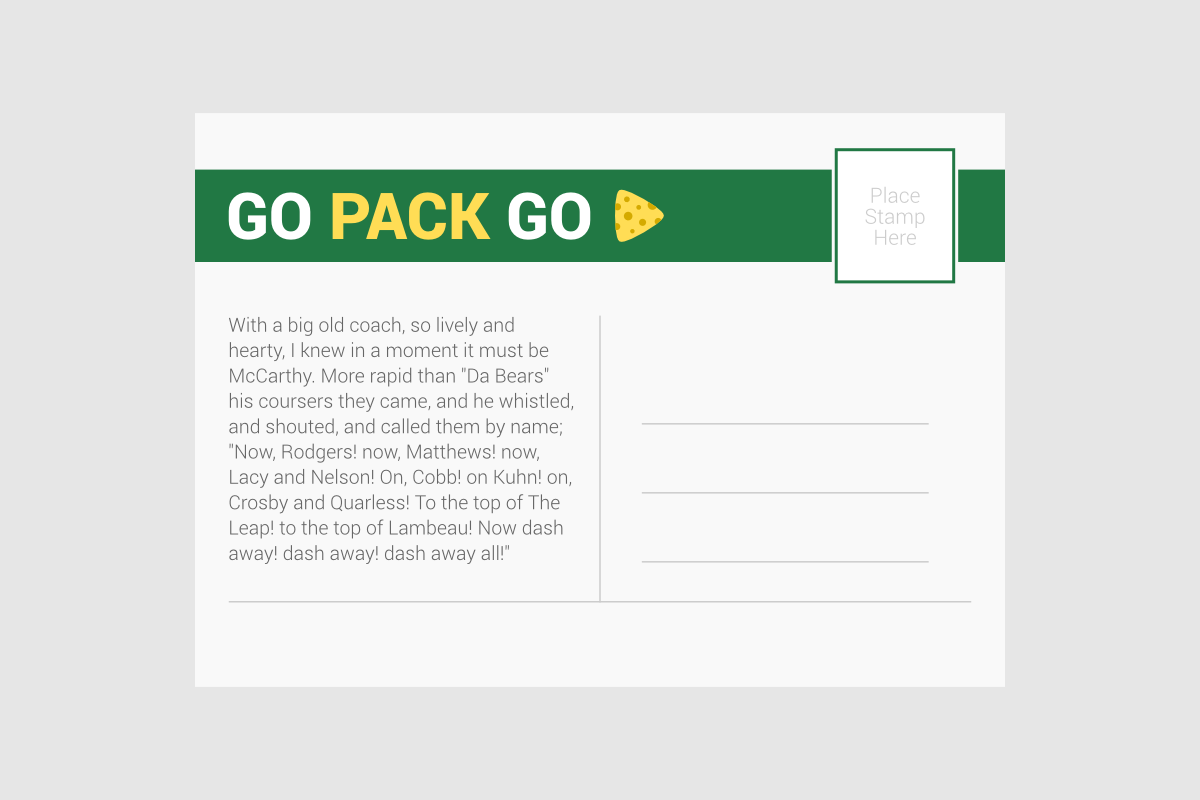 GO PACK GO
Place
Stamp
Here
With a big old coach, so lively and
hearty, I knew in a moment it must be
McCarthy. More rapid than "Da Bears"
his coursers they came, and he whistled,
and shouted, and called them by name;
"Now, Rodgers! now, Matthews! now,
Lacy and Nelson! On, Cobb! on Kuhn! on,
Crosby and Quarless! To the top of The
Leap! to the top of Lambeau! Now dash
away! dash away! dash away all!"